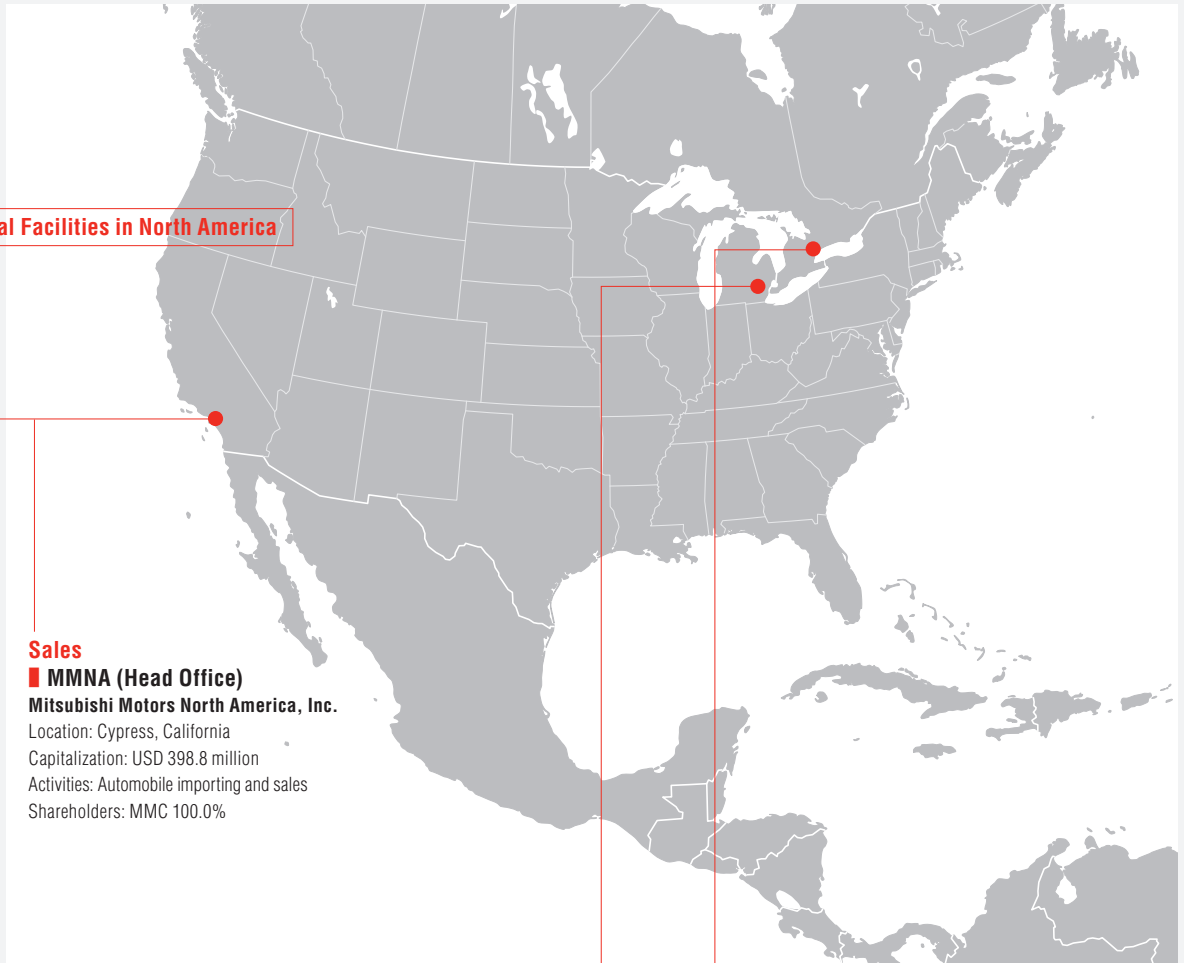 al Facilities in North America
Sales
MMNA (Head Office)
Mitsubishi Motors North America, Inc.
Location: Cypress, California
Capitalization: USD 398.8 million
Activities: Automobile importing and sales
Shareholders: MMC 100.0%